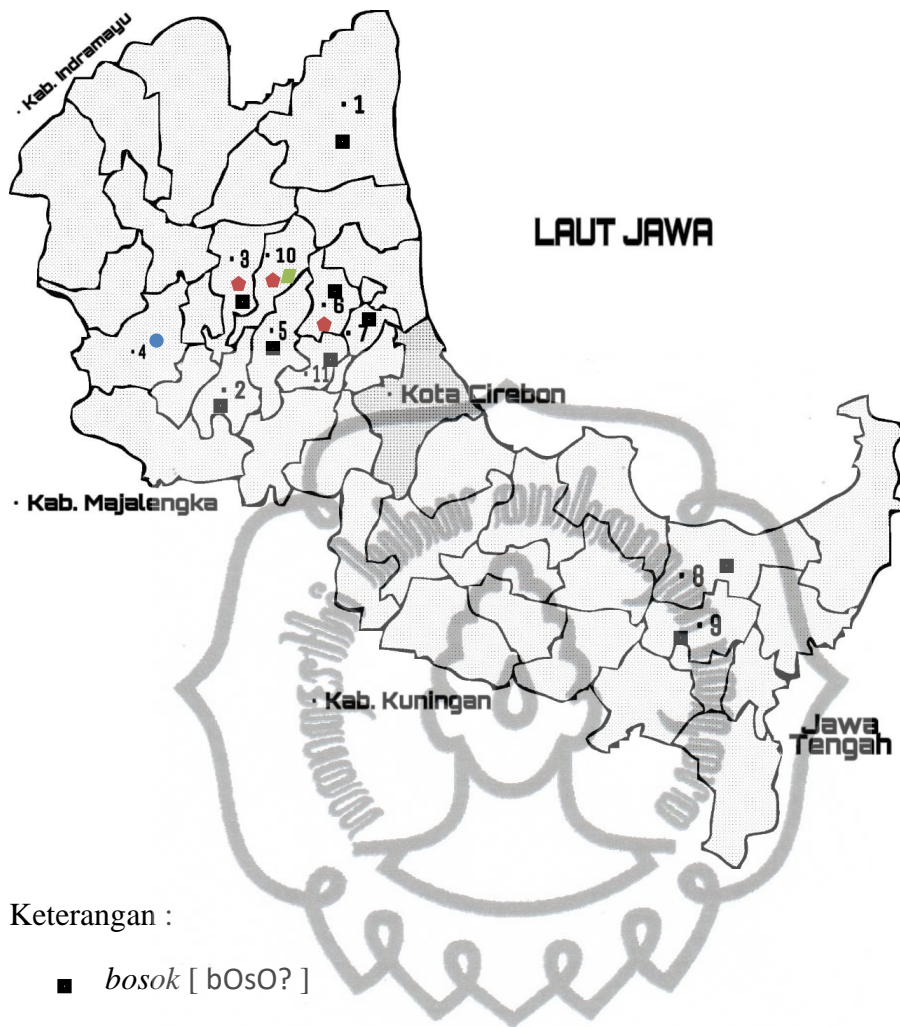 · Kab. Indramayu
· 1
LAUT JAWA
· 3
· 10
· 6
· 5
· 7
· 4
· 11
· 2
· Kota Cirebon
· Kab. Majalengka
· 8
· 9
· Kab. Kuningan
Jawa
Tengah
Keterangan :
bosok [ bOsO? ]